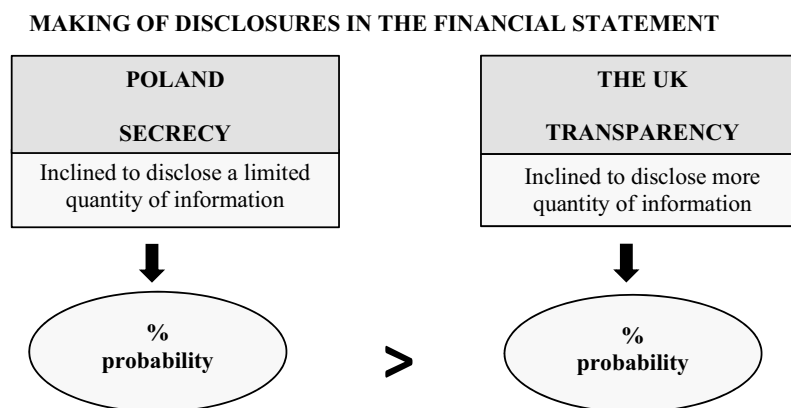 MAKING OF DISCLOSURES IN THE FINANCIAL STATEMENT
POLAND
SECRECY
Inclined to disclose a limited
quantity of information
THE UK
TRANSPARENCY
Inclined to disclose more
quantity of information
%
probability
>
%
probability